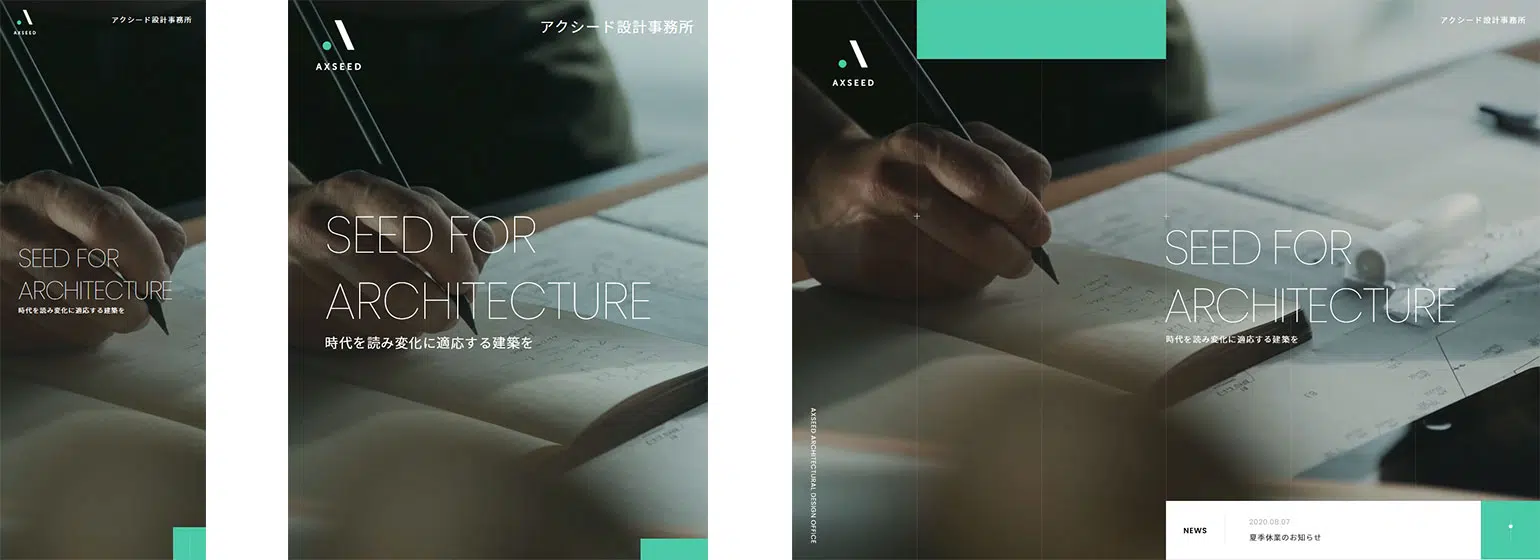 AXSEED
アクシード設計事務所
SEED FOR
ARCHITECTURE
時代を読み変化に適応する建築を
AXSEED
アクシード設計事務所
SEED FOR
ARCHITECTURE
時代を読み変化に適応する建築を
AXSEED
アクシード設計事務所
SEED FOR
ARCHITECTURE
時代を読み変化に適応する建築を
AXSEED ARCHITECTURAL DESIGN OFFICE
NEWS
2020.08.07
夏季休業のお知らせ